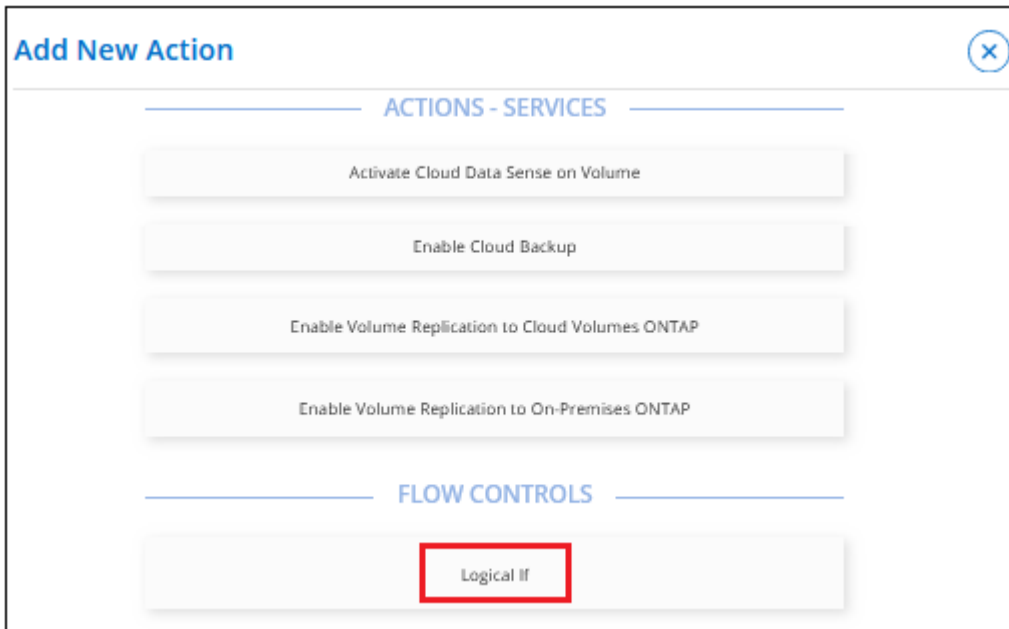 Add New Action
ACTIONS - SERVICES
Activate Cloud Data Sense on Volume
Enable Cloud Backup
Enable Volume Replication to Cloud Volumes ONTAP
Enable Volume Replication to On-Premises ONTAP
FLOW CONTROLS
Logical If